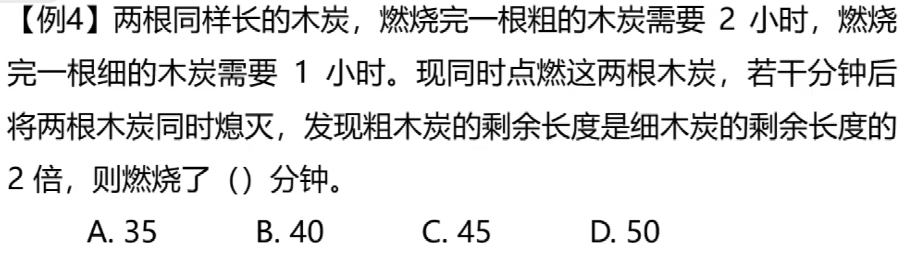 【例4】两根同样长的木炭，燃烧完一根粗的木炭需要 2 小时，燃烧
完一根细的木炭需要 1 小时。现同时点燃这两根木炭，若干分钟后
将两根木炭同时熄灭，发现粗木炭的剩余长度是细木炭的剩余长度的
2 倍，则燃烧了（）分钟。
A. 35 B. 40 C. 45 D. 50